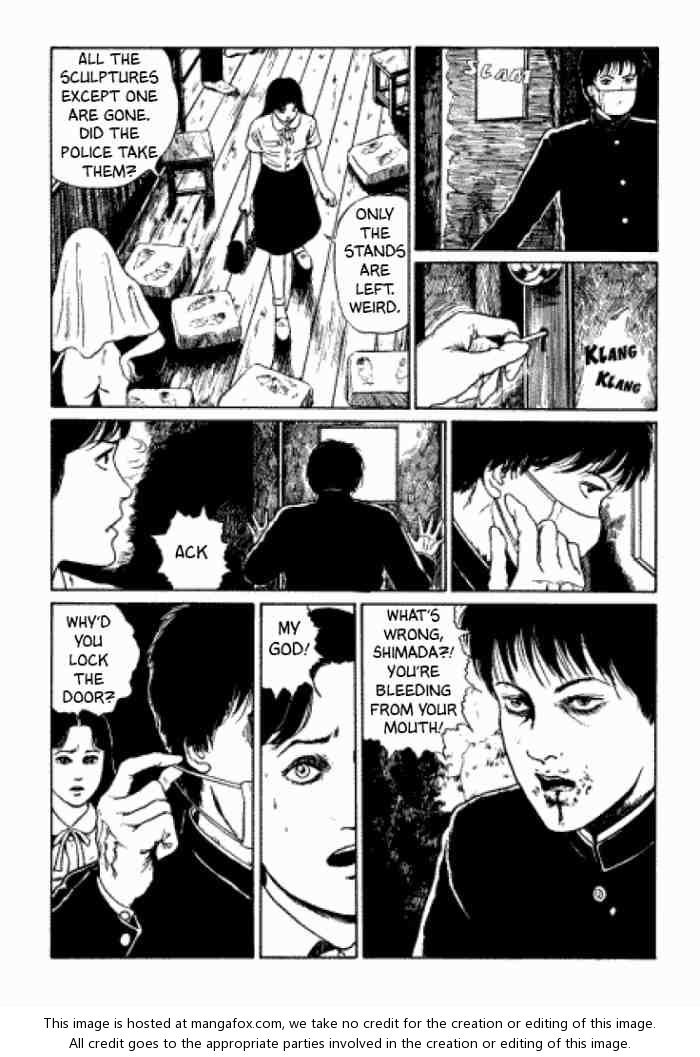 ALL THE
SCULPTURES
EXCEPT ONE
ARE GONE.
DID THE
POLICE TAKE
THEM?
ONLY
THE
STANDS
ARE
LEFT.
WEIRD.
SLAM
KLANG
KLANG
ACK
WHY'D
YOU
LOCK
THE
DOOR?
MY
GOD!
WHAT'S
WRONG,
SHIMADA?!
YOU'RE
BLEEDING
FROM YOUR
MOUTH!
This image is hosted at mangafox.com, we take no credit for the creation or editing of this image.
All credit goes to the appropriate parties involved in the creation or editing of this image.